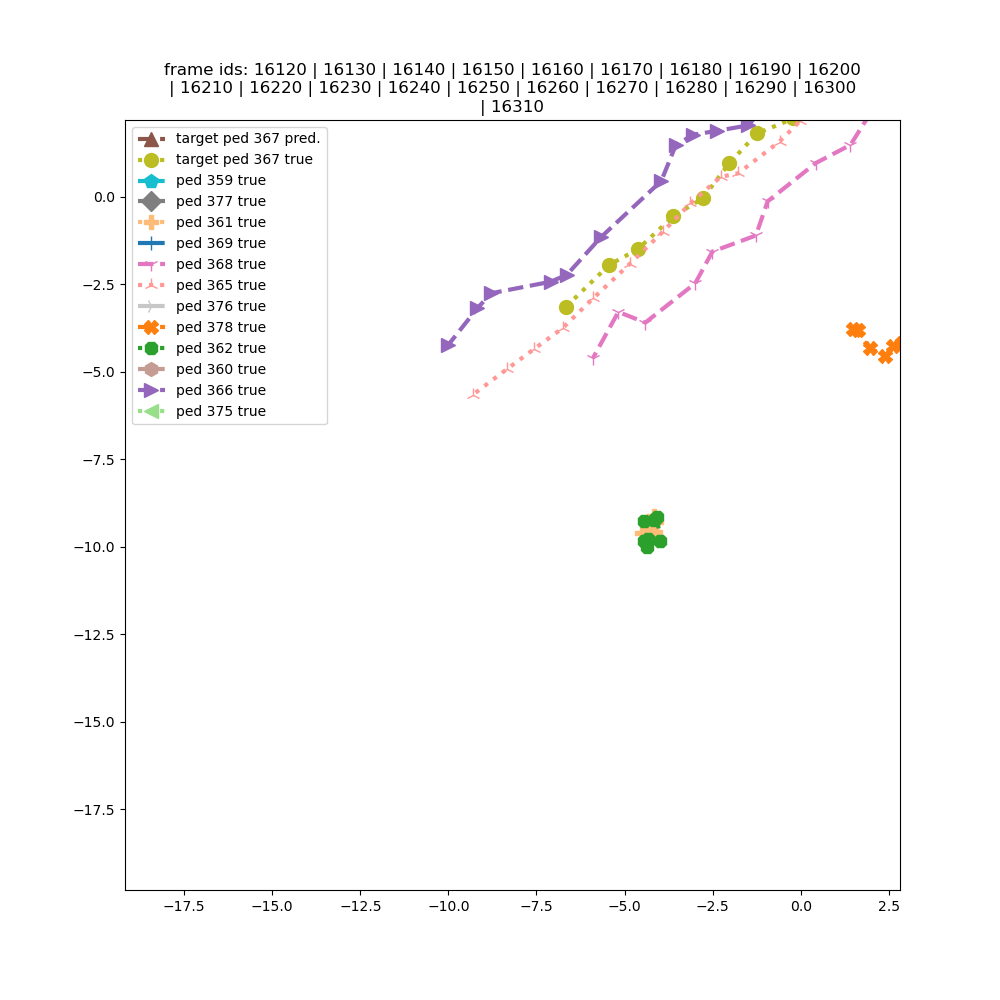 frame ids: 16120 | 16130 | 16140 | 16150 | 16160 | 16170 | 16180 | 16190 | 16200
| 16210 | 16220 | 16230 | 16240 | 16250 | 16260 | 16270 | 16280 | 16290 | 16300
| 16310
target ped 367 pred.
target ped 367 true
ped 359 true
ped 377 true
ped 361 true
ped 369 true
ped 368 true
ped 365 true
ped 376 true
ped 378 true
ped 362 true
ped 360 true
ped 366 true
ped 375 true
0.0
−2.5
−5.0
−7.5
−10.0
−12.5
−15.0
−17.5
−17.5 −15.0 −12.5 −10.0 −7.5 −5.0 −2.5 0.0 2.5